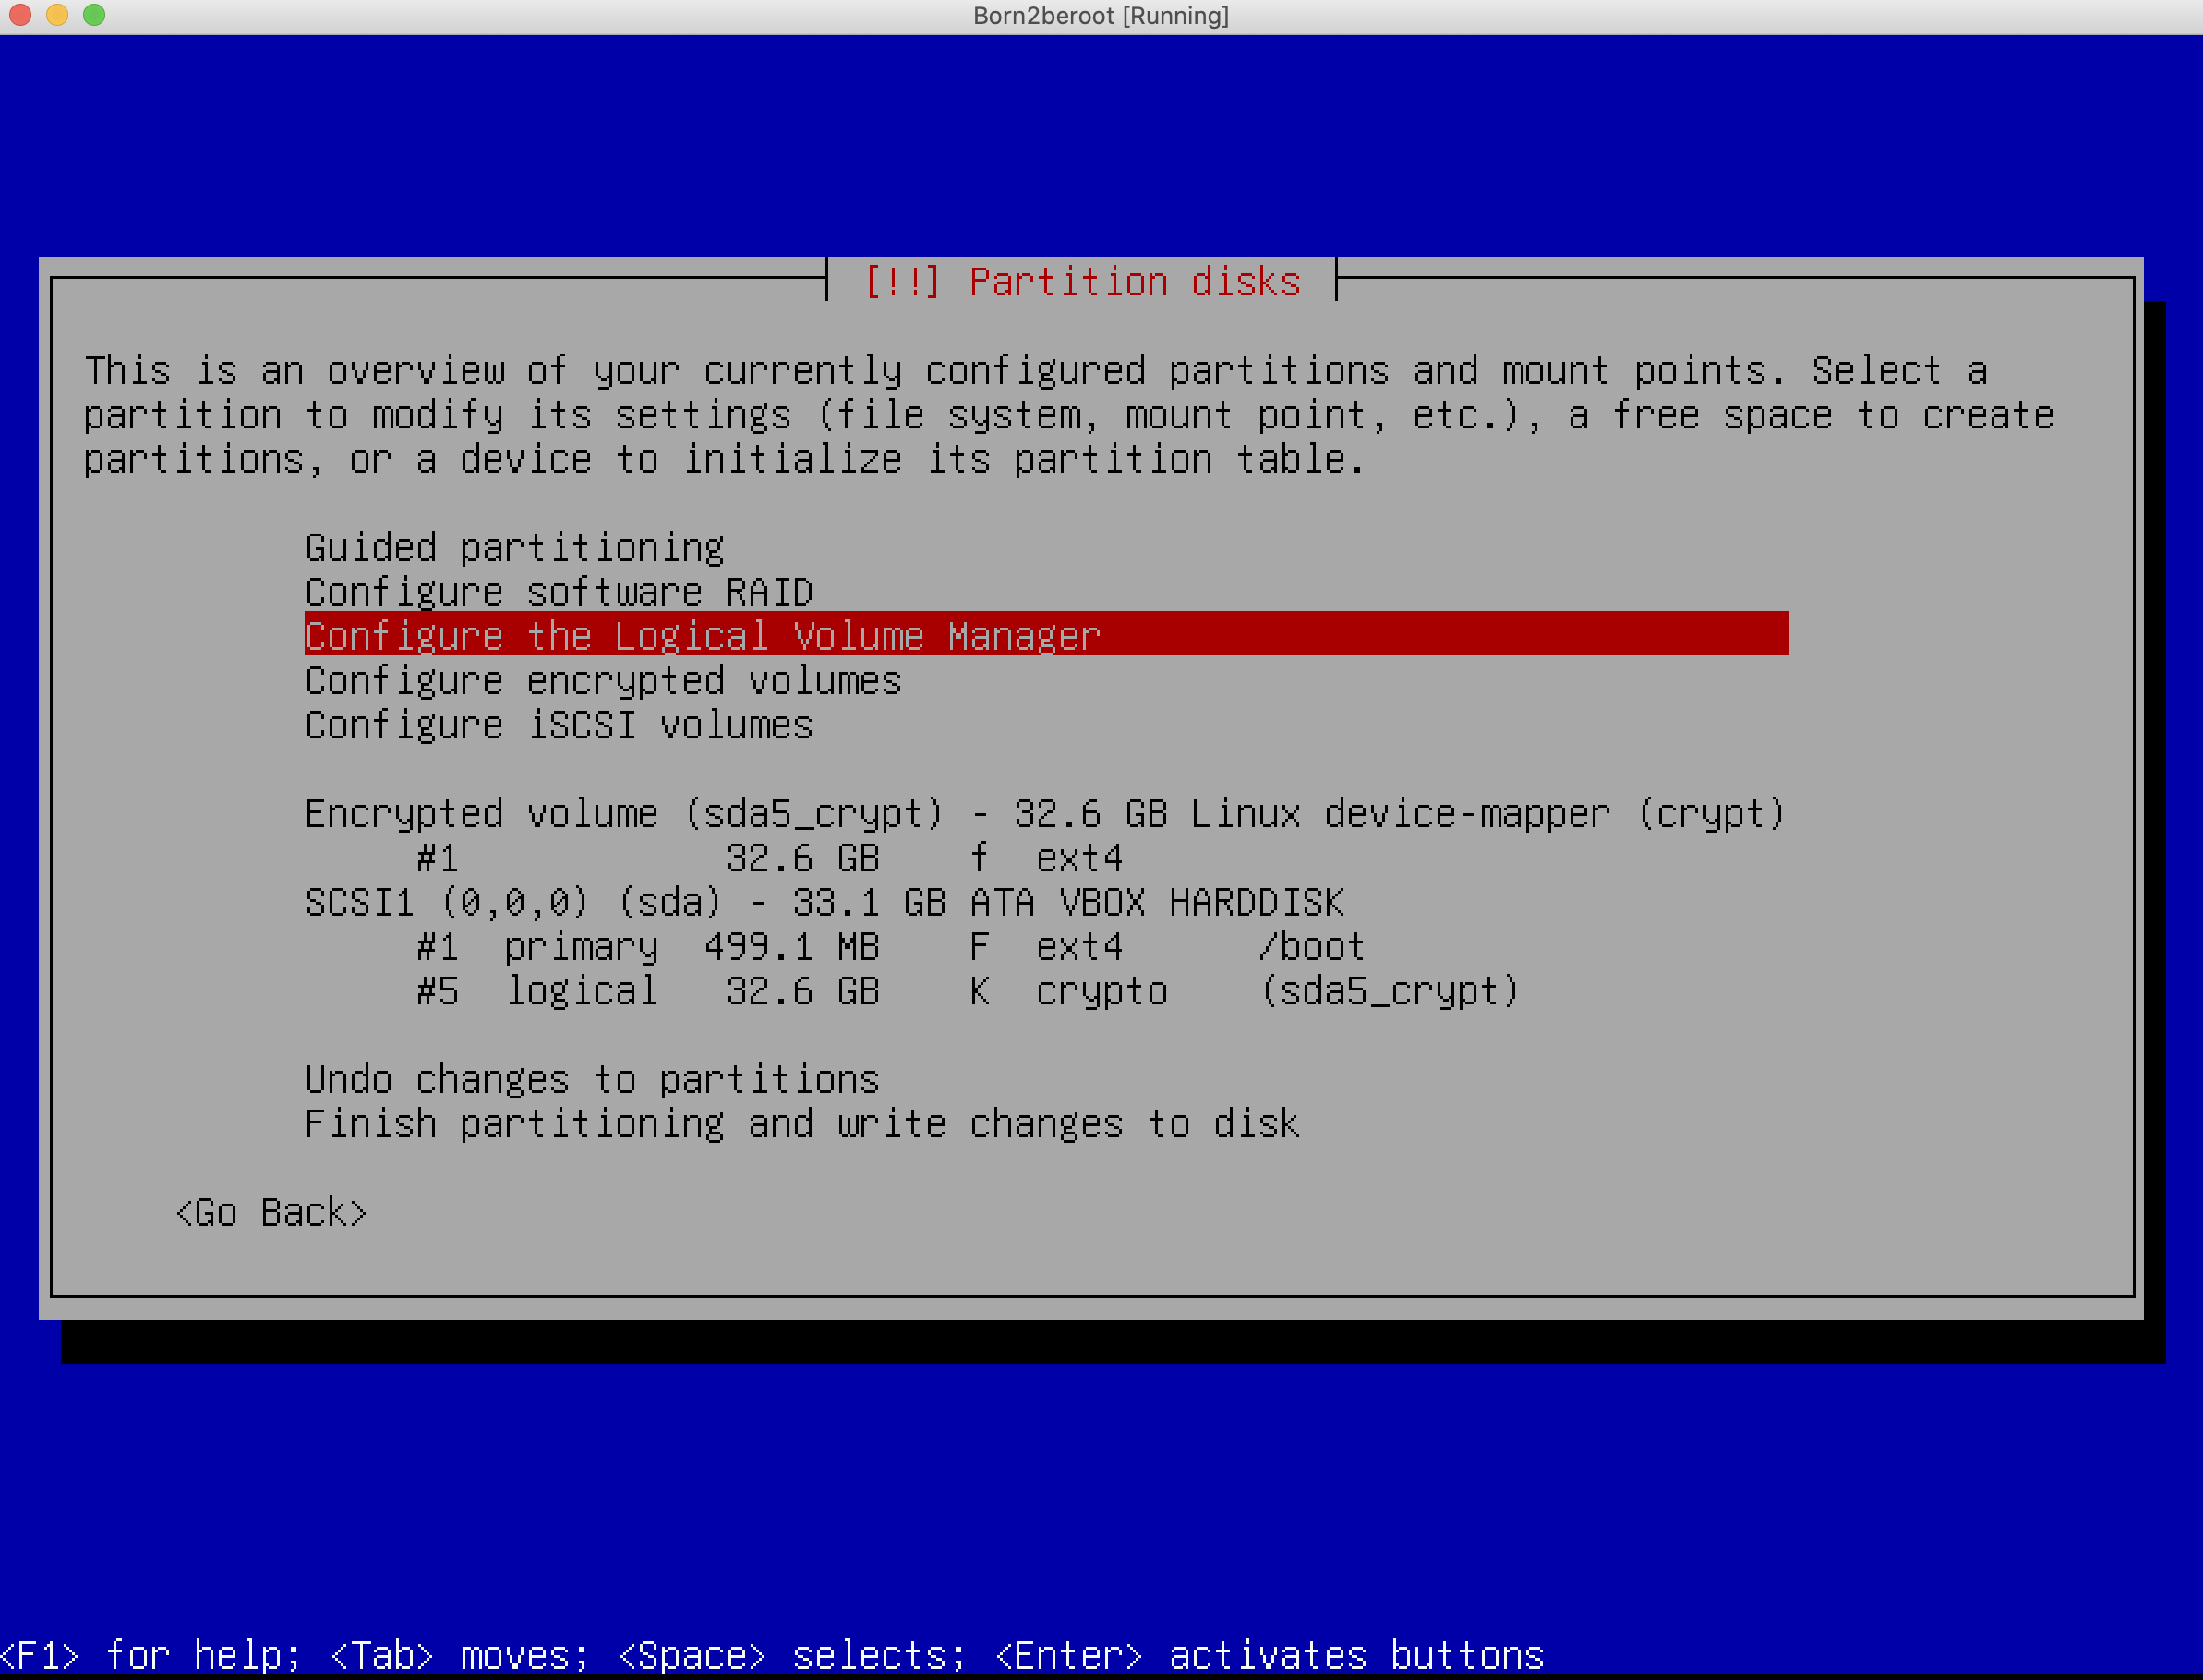 Born2beroot [Running]
[!!] Partition disks
This is an overview of your currently configured partitions and mount points. Select a
partition to modify its settings (file system, mount point, etc.), a free space to create
partitions, or a device to initialize its partition table.
Guided partitioning
Configure software RAID
Configure the Logical Volume Manager
Configure encrypted volumes
Configure iSCSI volumes
Encrypted volume (sda5_crypt) - 32.6 GB Linux device-mapper (crypt)
#1 32.6 GB f ext4
SCSI1 (0,0,0) (sda) - 33.1 GB ATA VBOX HARDDISK
#1 primary 499.1 MB F ext4 /boot
#5 logical 32.6 GB K crypto (sda5_crypt)
Undo changes to partitions
Finish partitioning and write changes to disk
<Go Back>
<F1> for help; <Tab> moves; <Space> selects; <Enter> activates buttons